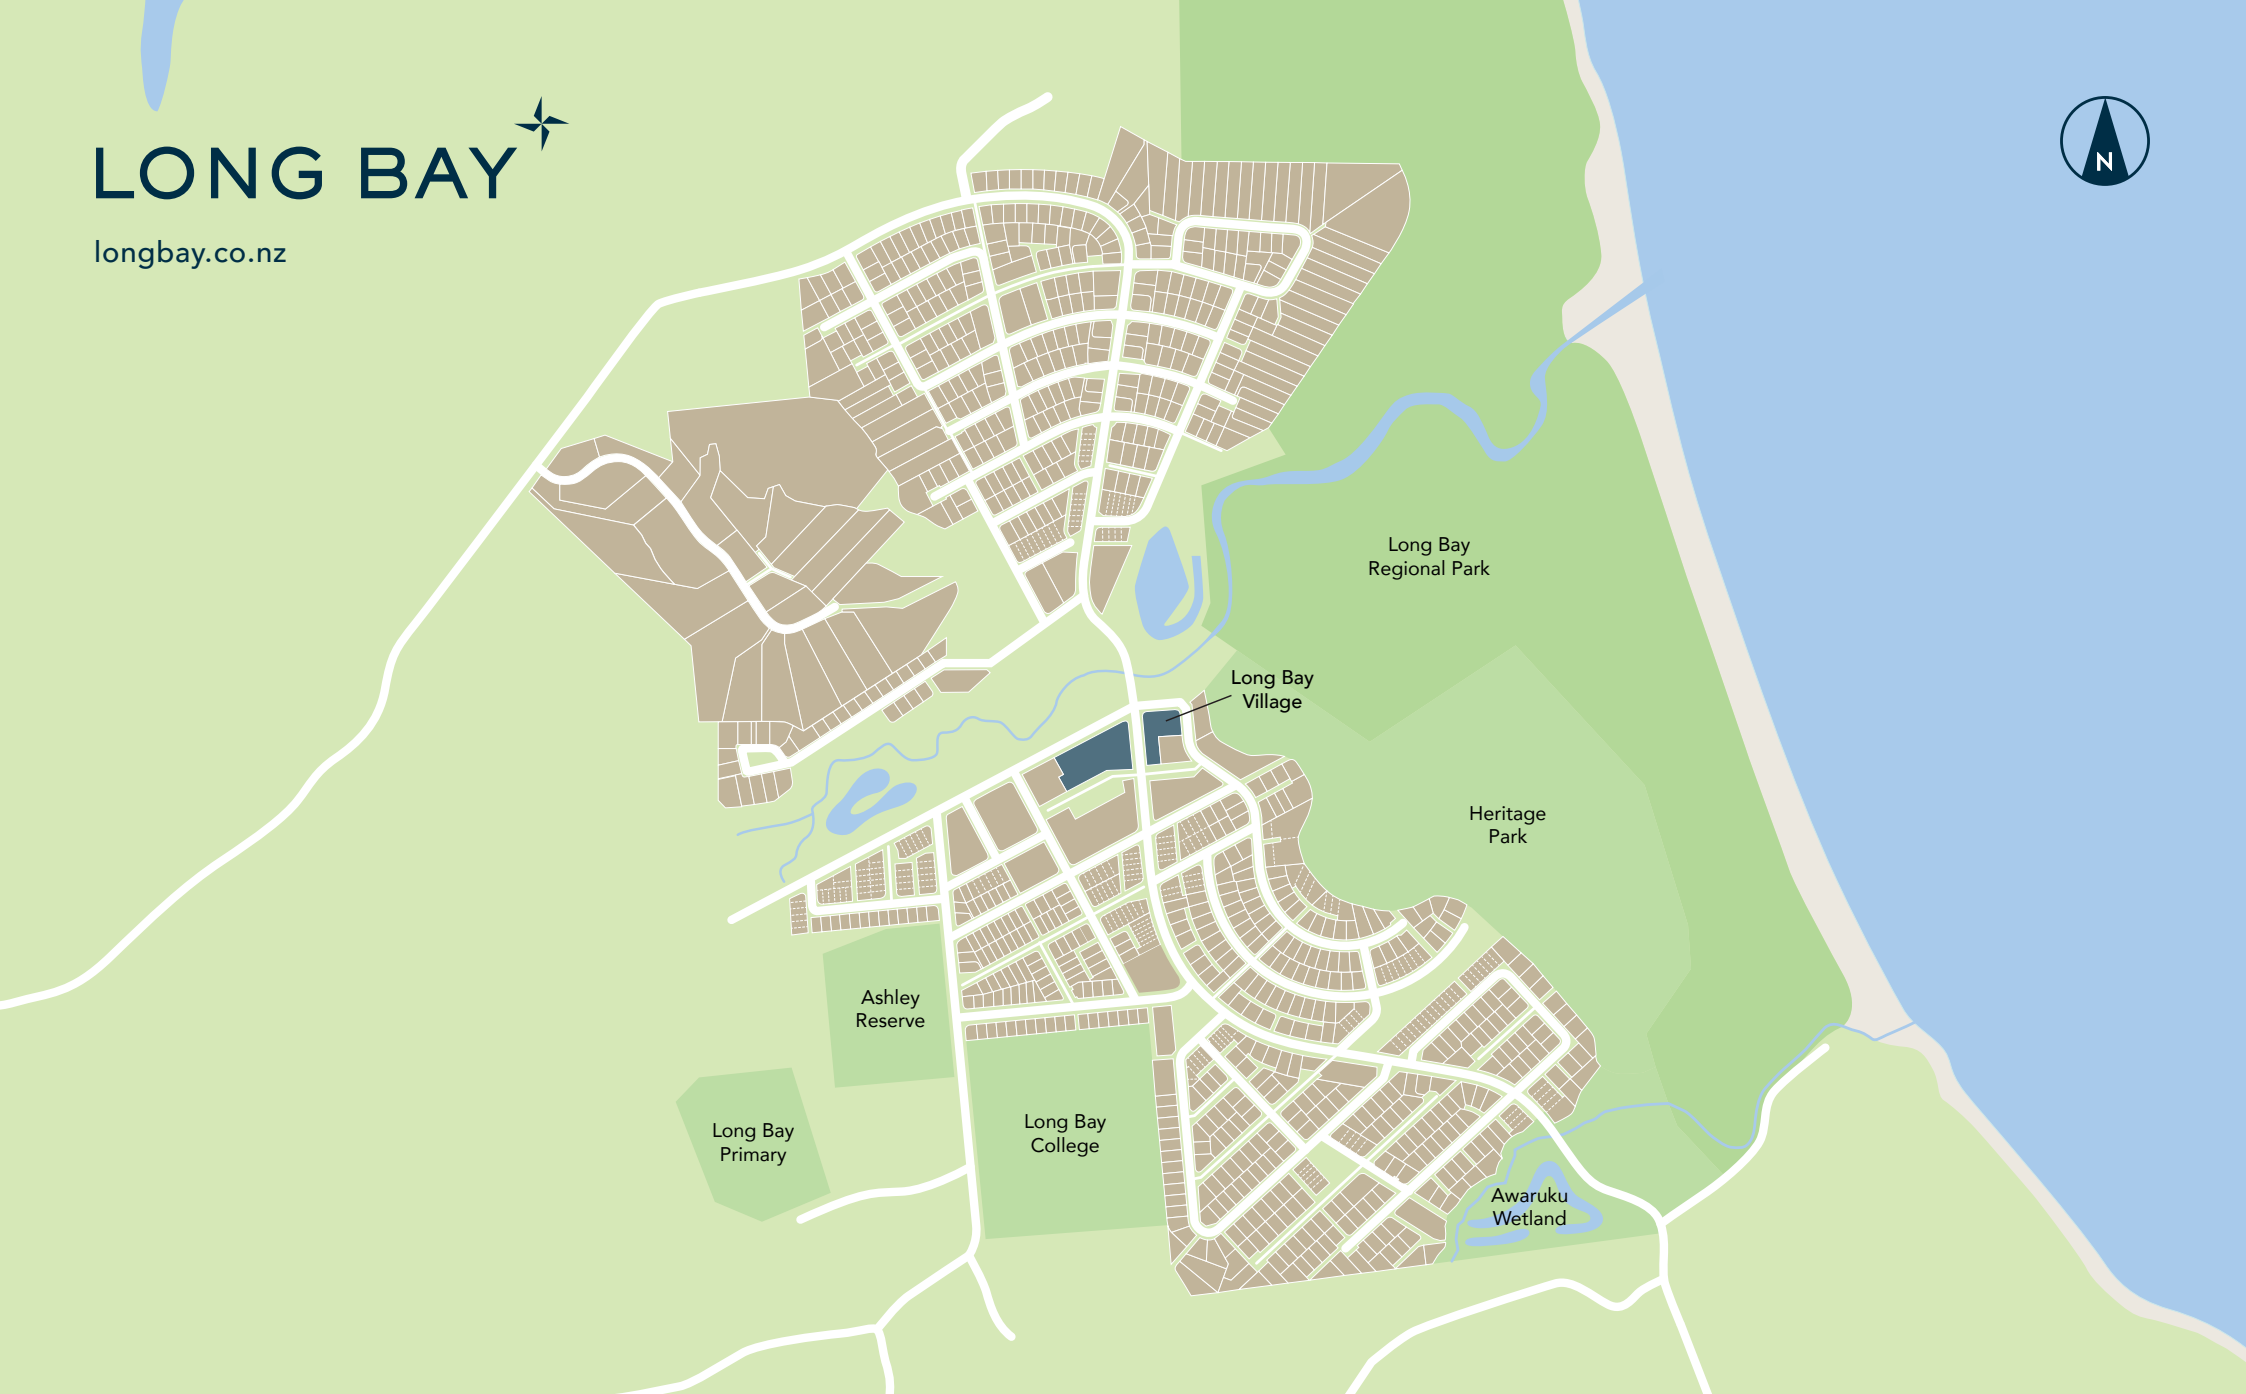 LONG BAY
longbay.co.nz
N
Long Bay
Regional Park
Long Bay
Village
Heritage
Park
Ashley
Reserve
Long Bay
College
Long Bay
Primary
Awaruku
Wetland